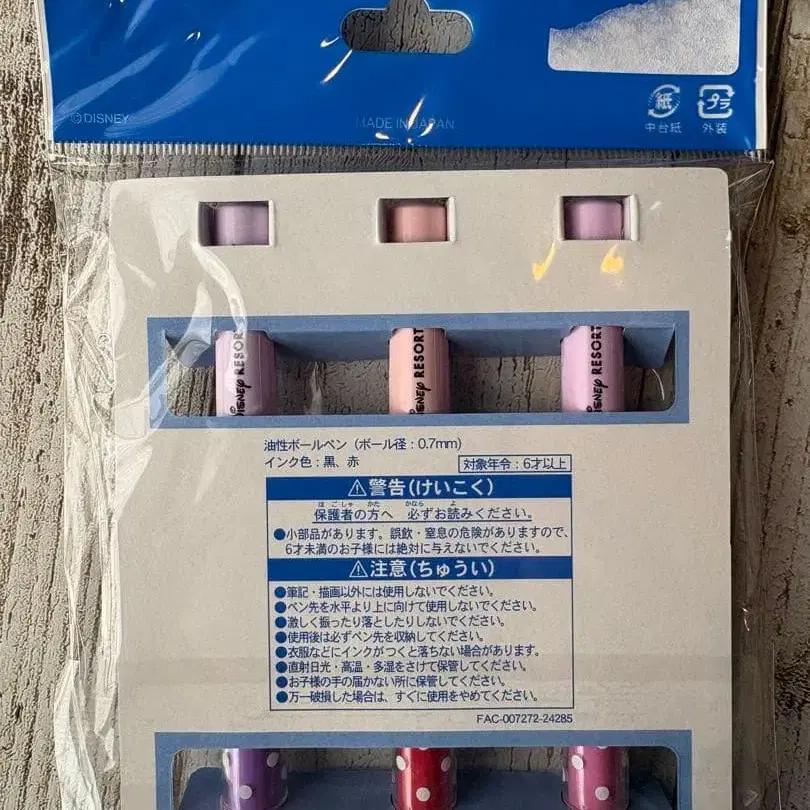 ©DISNEY
MADE IN JAPAN
紙
中台紙
プラ
外装
Disney RESORT
Disney RESORT
Disney RESORT
油性ボールペン（ボール径：0.7mm）
インク色：黒、赤
対象年令：6才以上
⚠警告(けいこく)
ほごしゃ かた かなら よ
保護者の方へ 必ずお読みください。
●小部品があります。誤飲・窒息の危険がありますので、
6才未満のお子様には絶対に与えないでください。
⚠注意(ちゅうい)
●筆記・描画以外には使用しないでください。
●ペン先を水平より上に向けて使用しないでください。
●激しく振ったり落としたりしないでください。
●使用後は必ずペン先を収納してください。
●衣服などにインクがつくと落ちない場合があります。
●直射日光・高温・多湿をさけて保管してください。
●お子様の手の届かない所に保管してください。
●万一破損した場合は、すぐに使用をやめてください。
FAC-007272-24285